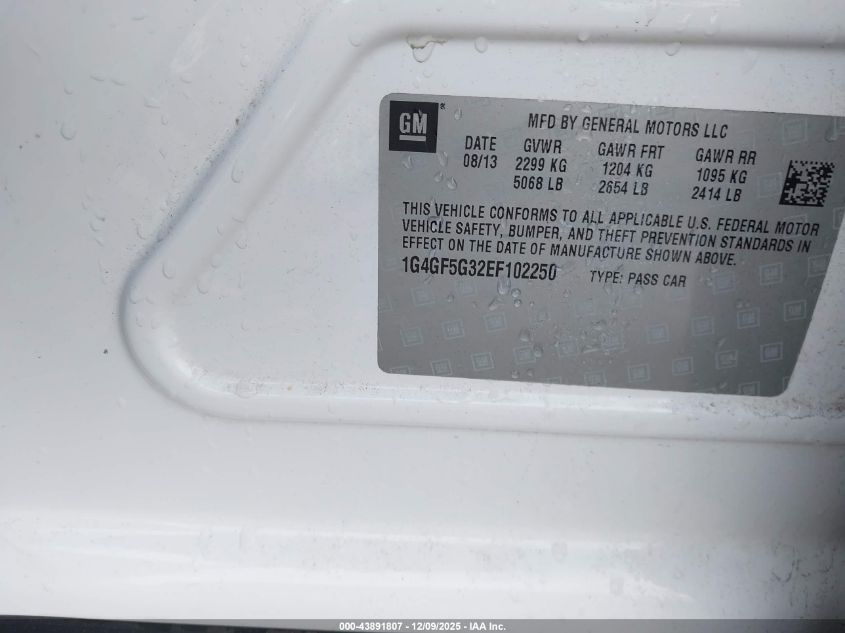 GM®
MFD BY GENERAL MOTORS LLC
DATE GVWR GAWR FRT GAWR RR
08/13 2299 KG 1204 KG 1095 KG
5068 LB 2654 LB 2414 LB
THIS VEHICLE CONFORMS TO ALL APPLICABLE U.S. FEDERAL MOTOR
VEHICLE SAFETY, BUMPER, AND THEFT PREVENTION STANDARDS IN
EFFECT ON THE DATE OF MANUFACTURE SHOWN ABOVE.
1G4GF5G32EF102250 TYPE: PASS CAR
000-43891807 - 12/09/2025 - IAA Inc.